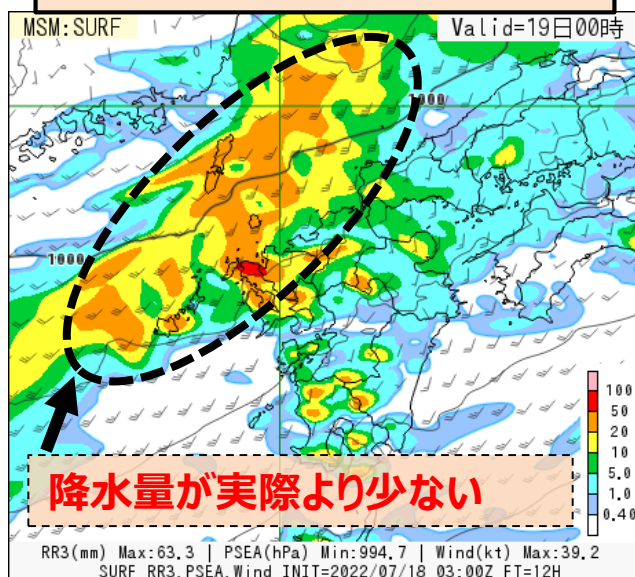 MSM:SURF
Valid=19日00時
1000
1000
100
50
20
10
5.0
1.0
0.40
降水量が実際より少ない
RR3(mm) Max:63.3 | PSEA(hPa) Min:994.7 | Wind(kt) Max:39.2
SURF RR3,PSEA,Wind INIT=2022/07/18 03:00Z FT=12H